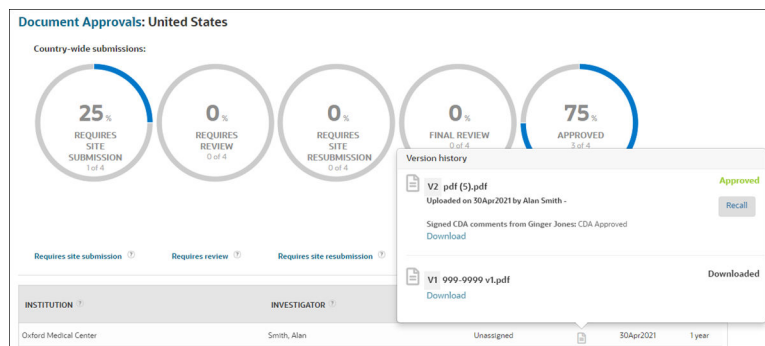 Document Approvals: United States
Country-wide submissions:
25 %
REQUIRES
SITE
SUBMISSION
1 of 4
0 %
REQUIRES
REVIEW
0 of 4
0 %
REQUIRES
SITE
RESUBMISSION
0 of 4
0 %
FINAL REVIEW
0 of 4
75 %
APPROVED
3 of 4
Version history
V2 pdf (5).pdf
Approved
Uploaded on 30Apr2021 by Alan Smith -
Recall
Signed CDA comments from Ginger Jones: CDA Approved
Download
V1 999-9999 v1.pdf
Downloaded
Download
Requires site submission ?
Requires review ?
Requires site resubmission ?
INSTITUTION ?
INVESTIGATOR ?
Oxford Medical Center
Smith, Alan
Unassigned
30Apr2021
1 year